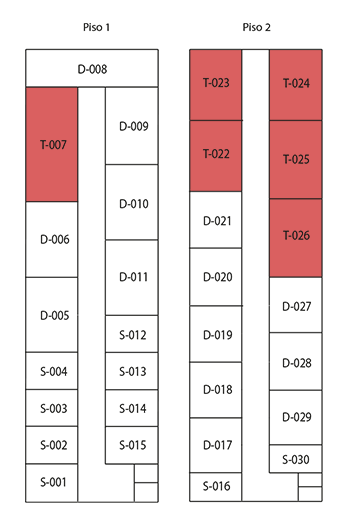 Piso 1
D-008
T-007
D-009
D-010
D-006
D-011
D-005
S-012
S-004
S-013
S-003
S-014
S-002
S-015
S-001
Piso 2
T-023
T-024
T-022
T-025
D-021
T-026
D-020
D-027
D-019
D-028
D-018
D-029
D-017
S-030
S-016